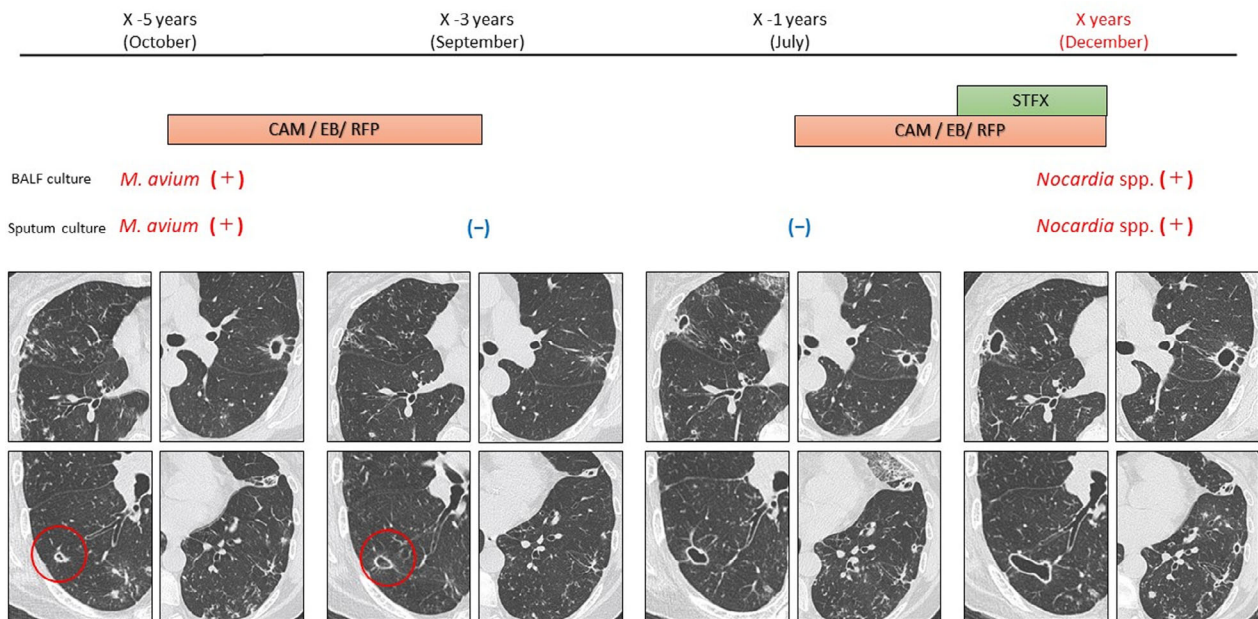 X -5 years
(October)
X -3 years
(September)
X -1 years
(July)
X years
(December)
STFX
CAM / EB/ RFP
CAM / EB/ RFP
BALF culture
M. avium (+)
Nocardia spp. (+)
Sputum culture
M. avium (+)
(−)
(−)
Nocardia spp. (+)